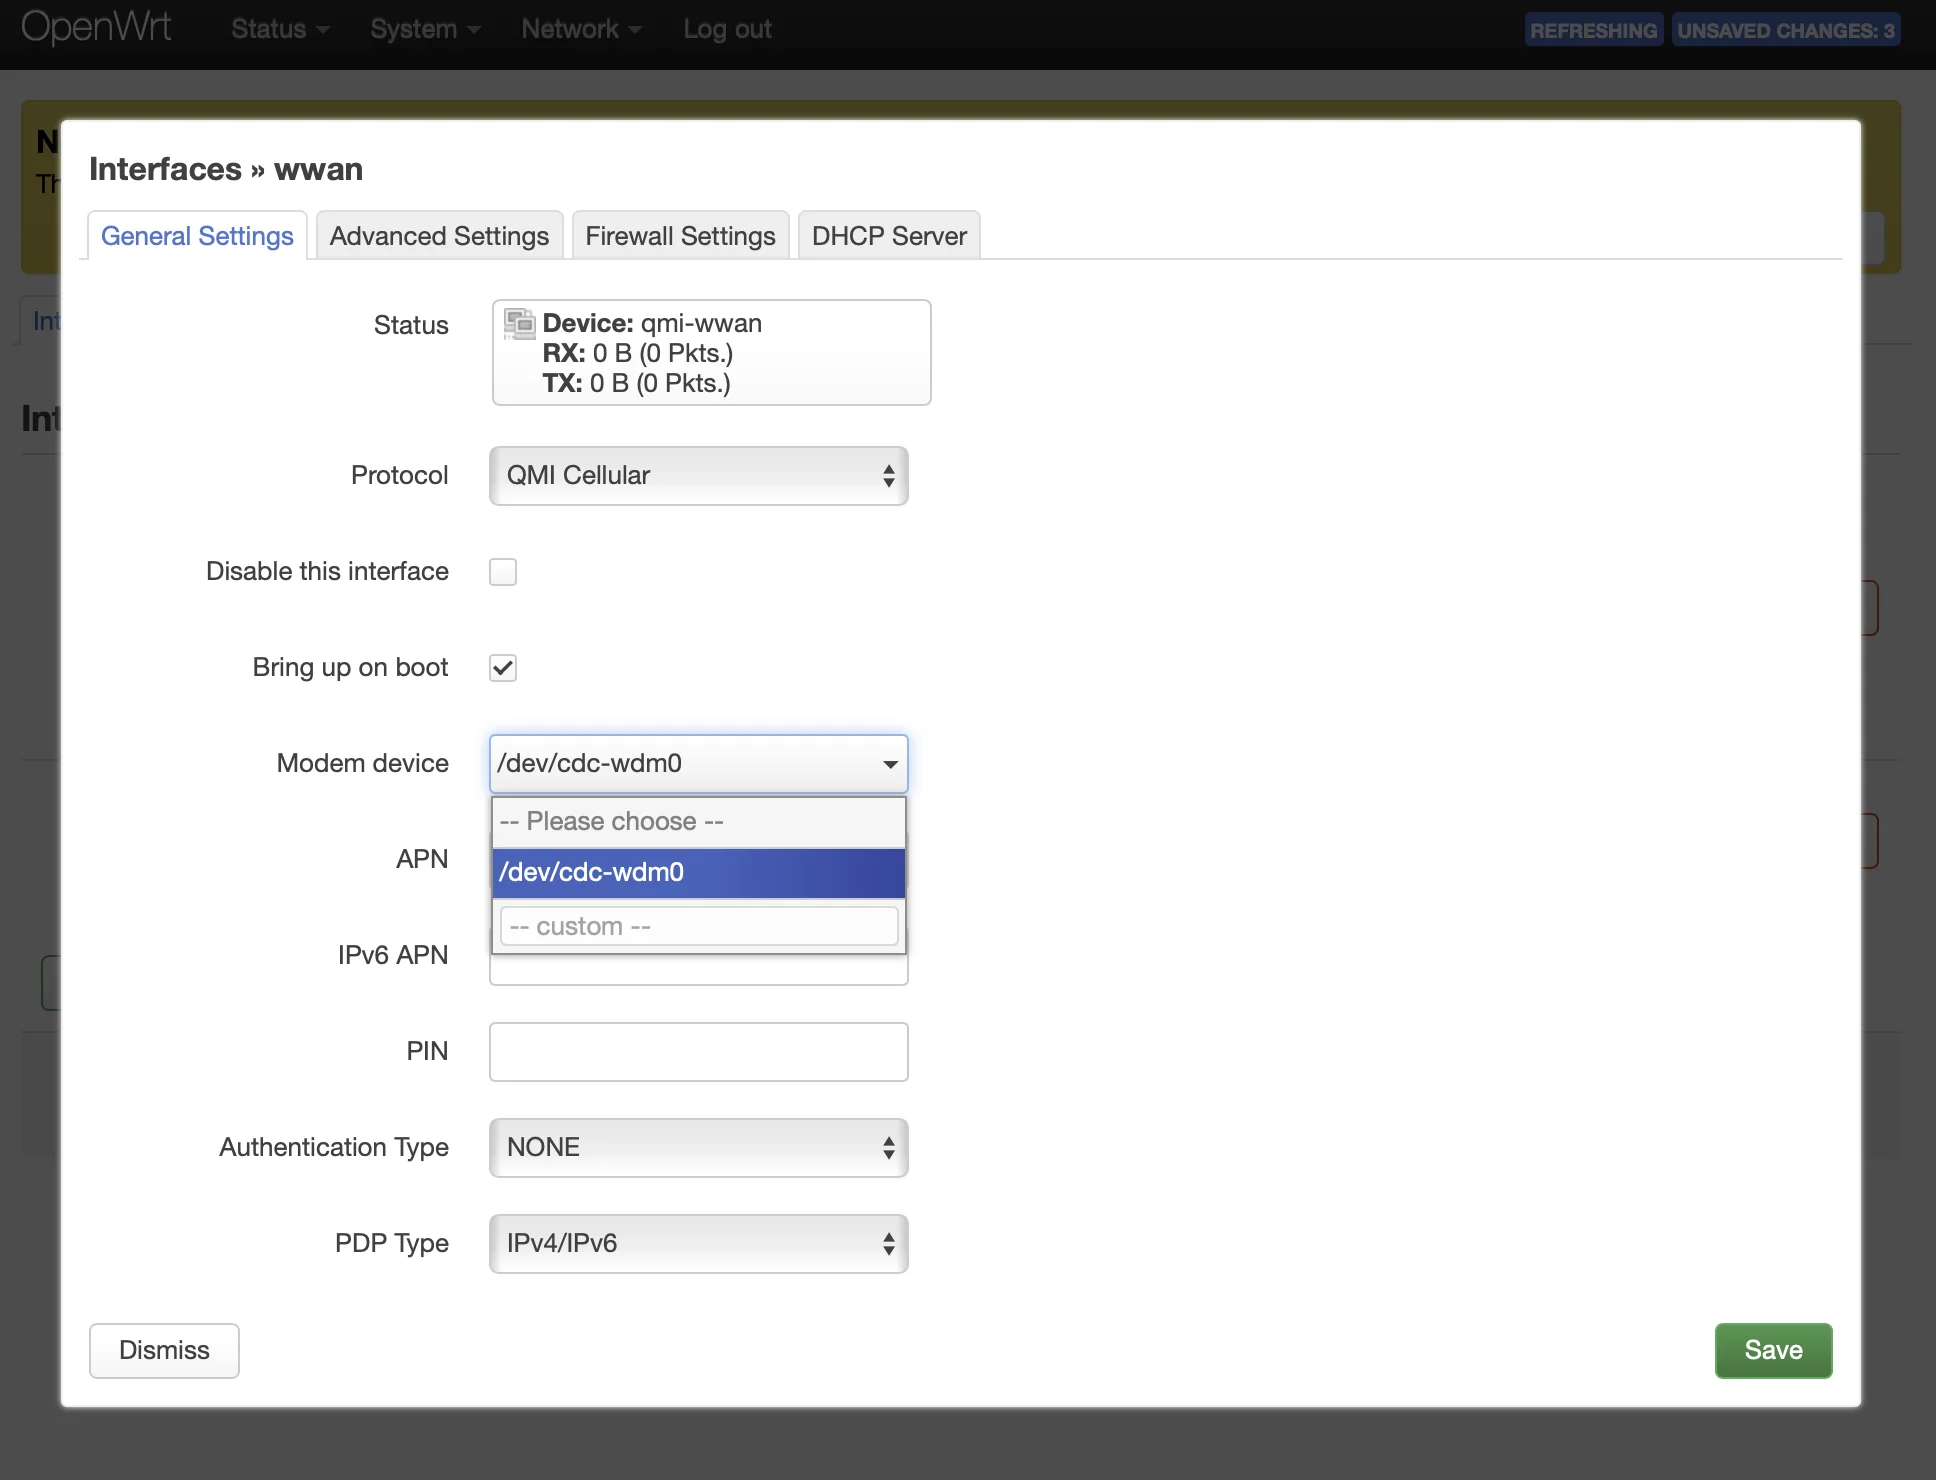 OpenWrt Status System Network Log out REFRESHING UNSAVED CHANGES: 3
Interfaces » wwan
General Settings Advanced Settings Firewall Settings DHCP Server
Status
Device: qmi-wwan
RX: 0 B (0 Pkts.)
TX: 0 B (0 Pkts.)
Protocol QMI Cellular
Disable this interface
Bring up on boot
Modem device /dev/cdc-wdm0
-- Please choose --
/dev/cdc-wdm0
-- custom --
APN
IPv6 APN
PIN
Authentication Type NONE
PDP Type IPv4/IPv6
Dismiss Save